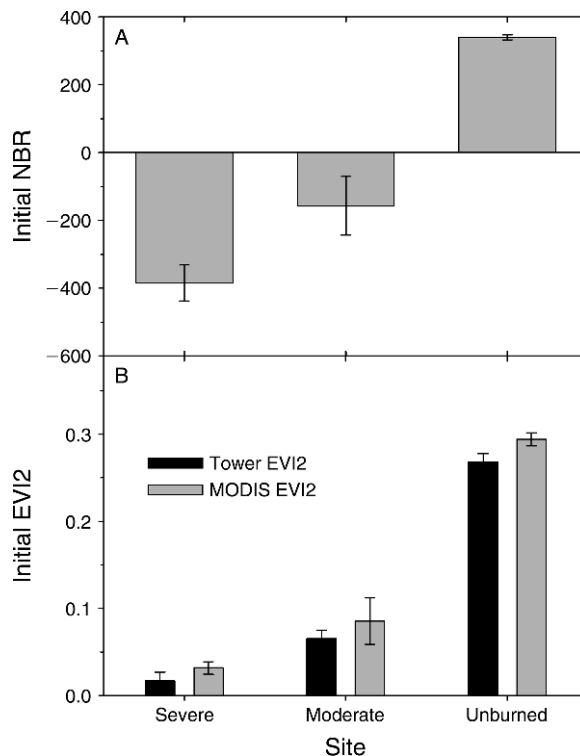 A
400
200
0
−200
−400
−600
Initial NBR
B
0.3
0.2
0.1
0.0
Initial EVI2
Tower EVI2
MODIS EVI2
Severe Moderate Unburned
Site